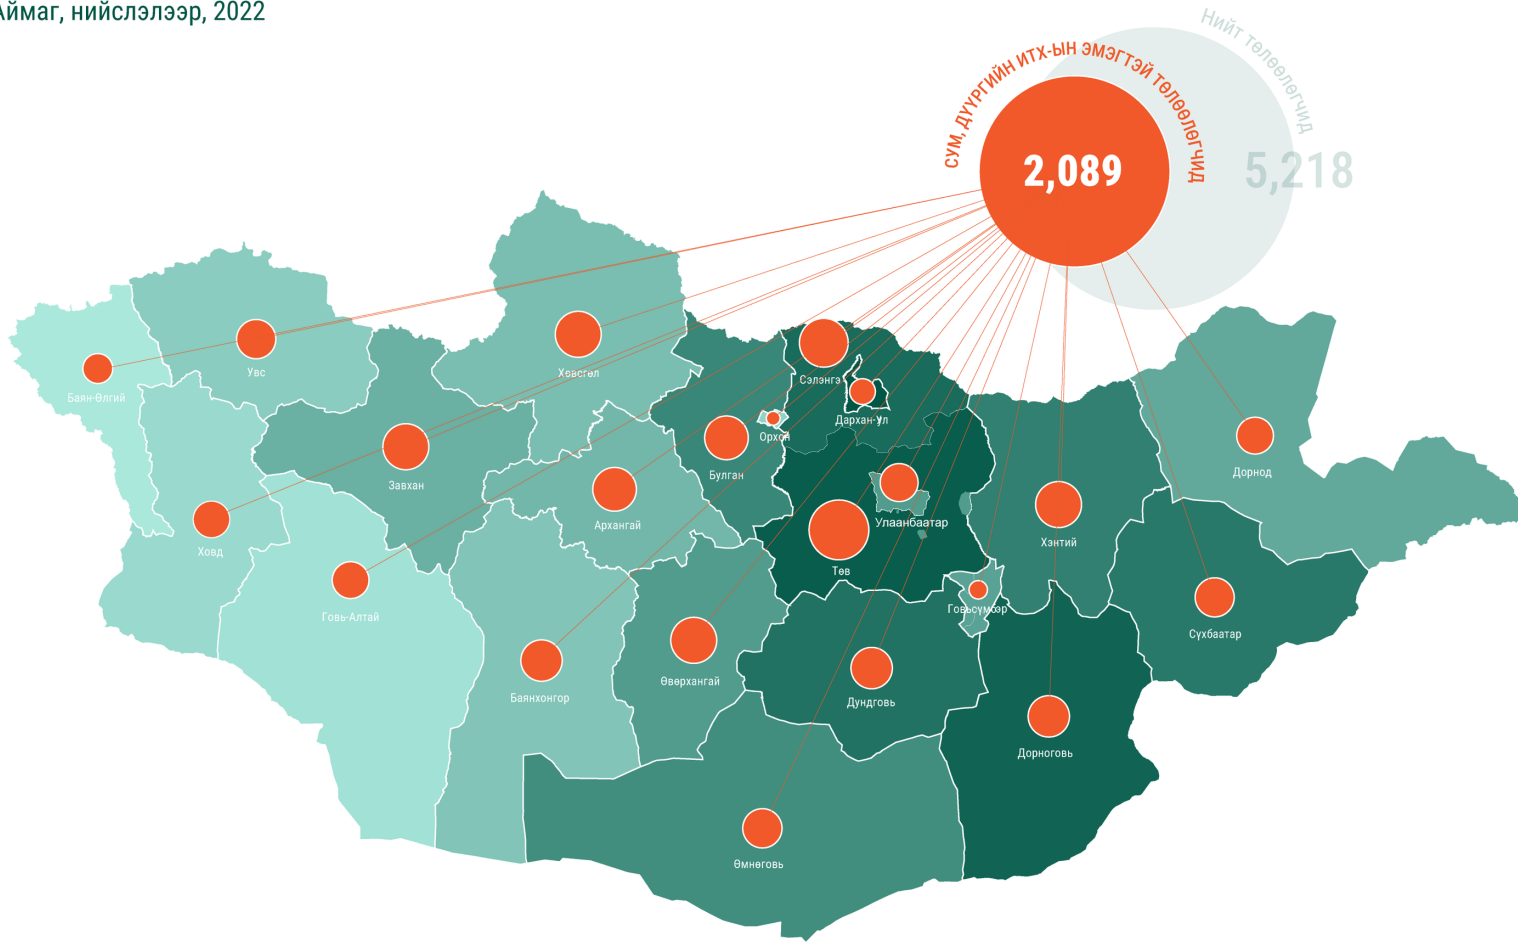 Аймаг, нийслэлээр, 2022
Нийт төлөөлөгчид
СУМ, ДҮҮРГИЙН ИТХ-ЫН ЭМЭГТЭЙ ТӨЛӨӨЛӨГЧИД
2,089
5,218
Увс
Хөвсгөл
Баян-Өлгий
Сэлэнгэ
Дархан-Ул
Орхон
Булган
Дорнод
Завхан
Архангай
Улаанбаатар
Хэнтий
Ховд
Төв
Говьсүмбэр
Говь-Алтай
Сүхбаатар
Өвөрхангай
Баянхонгор
Дундговь
Дорноговь
Өмнөговь